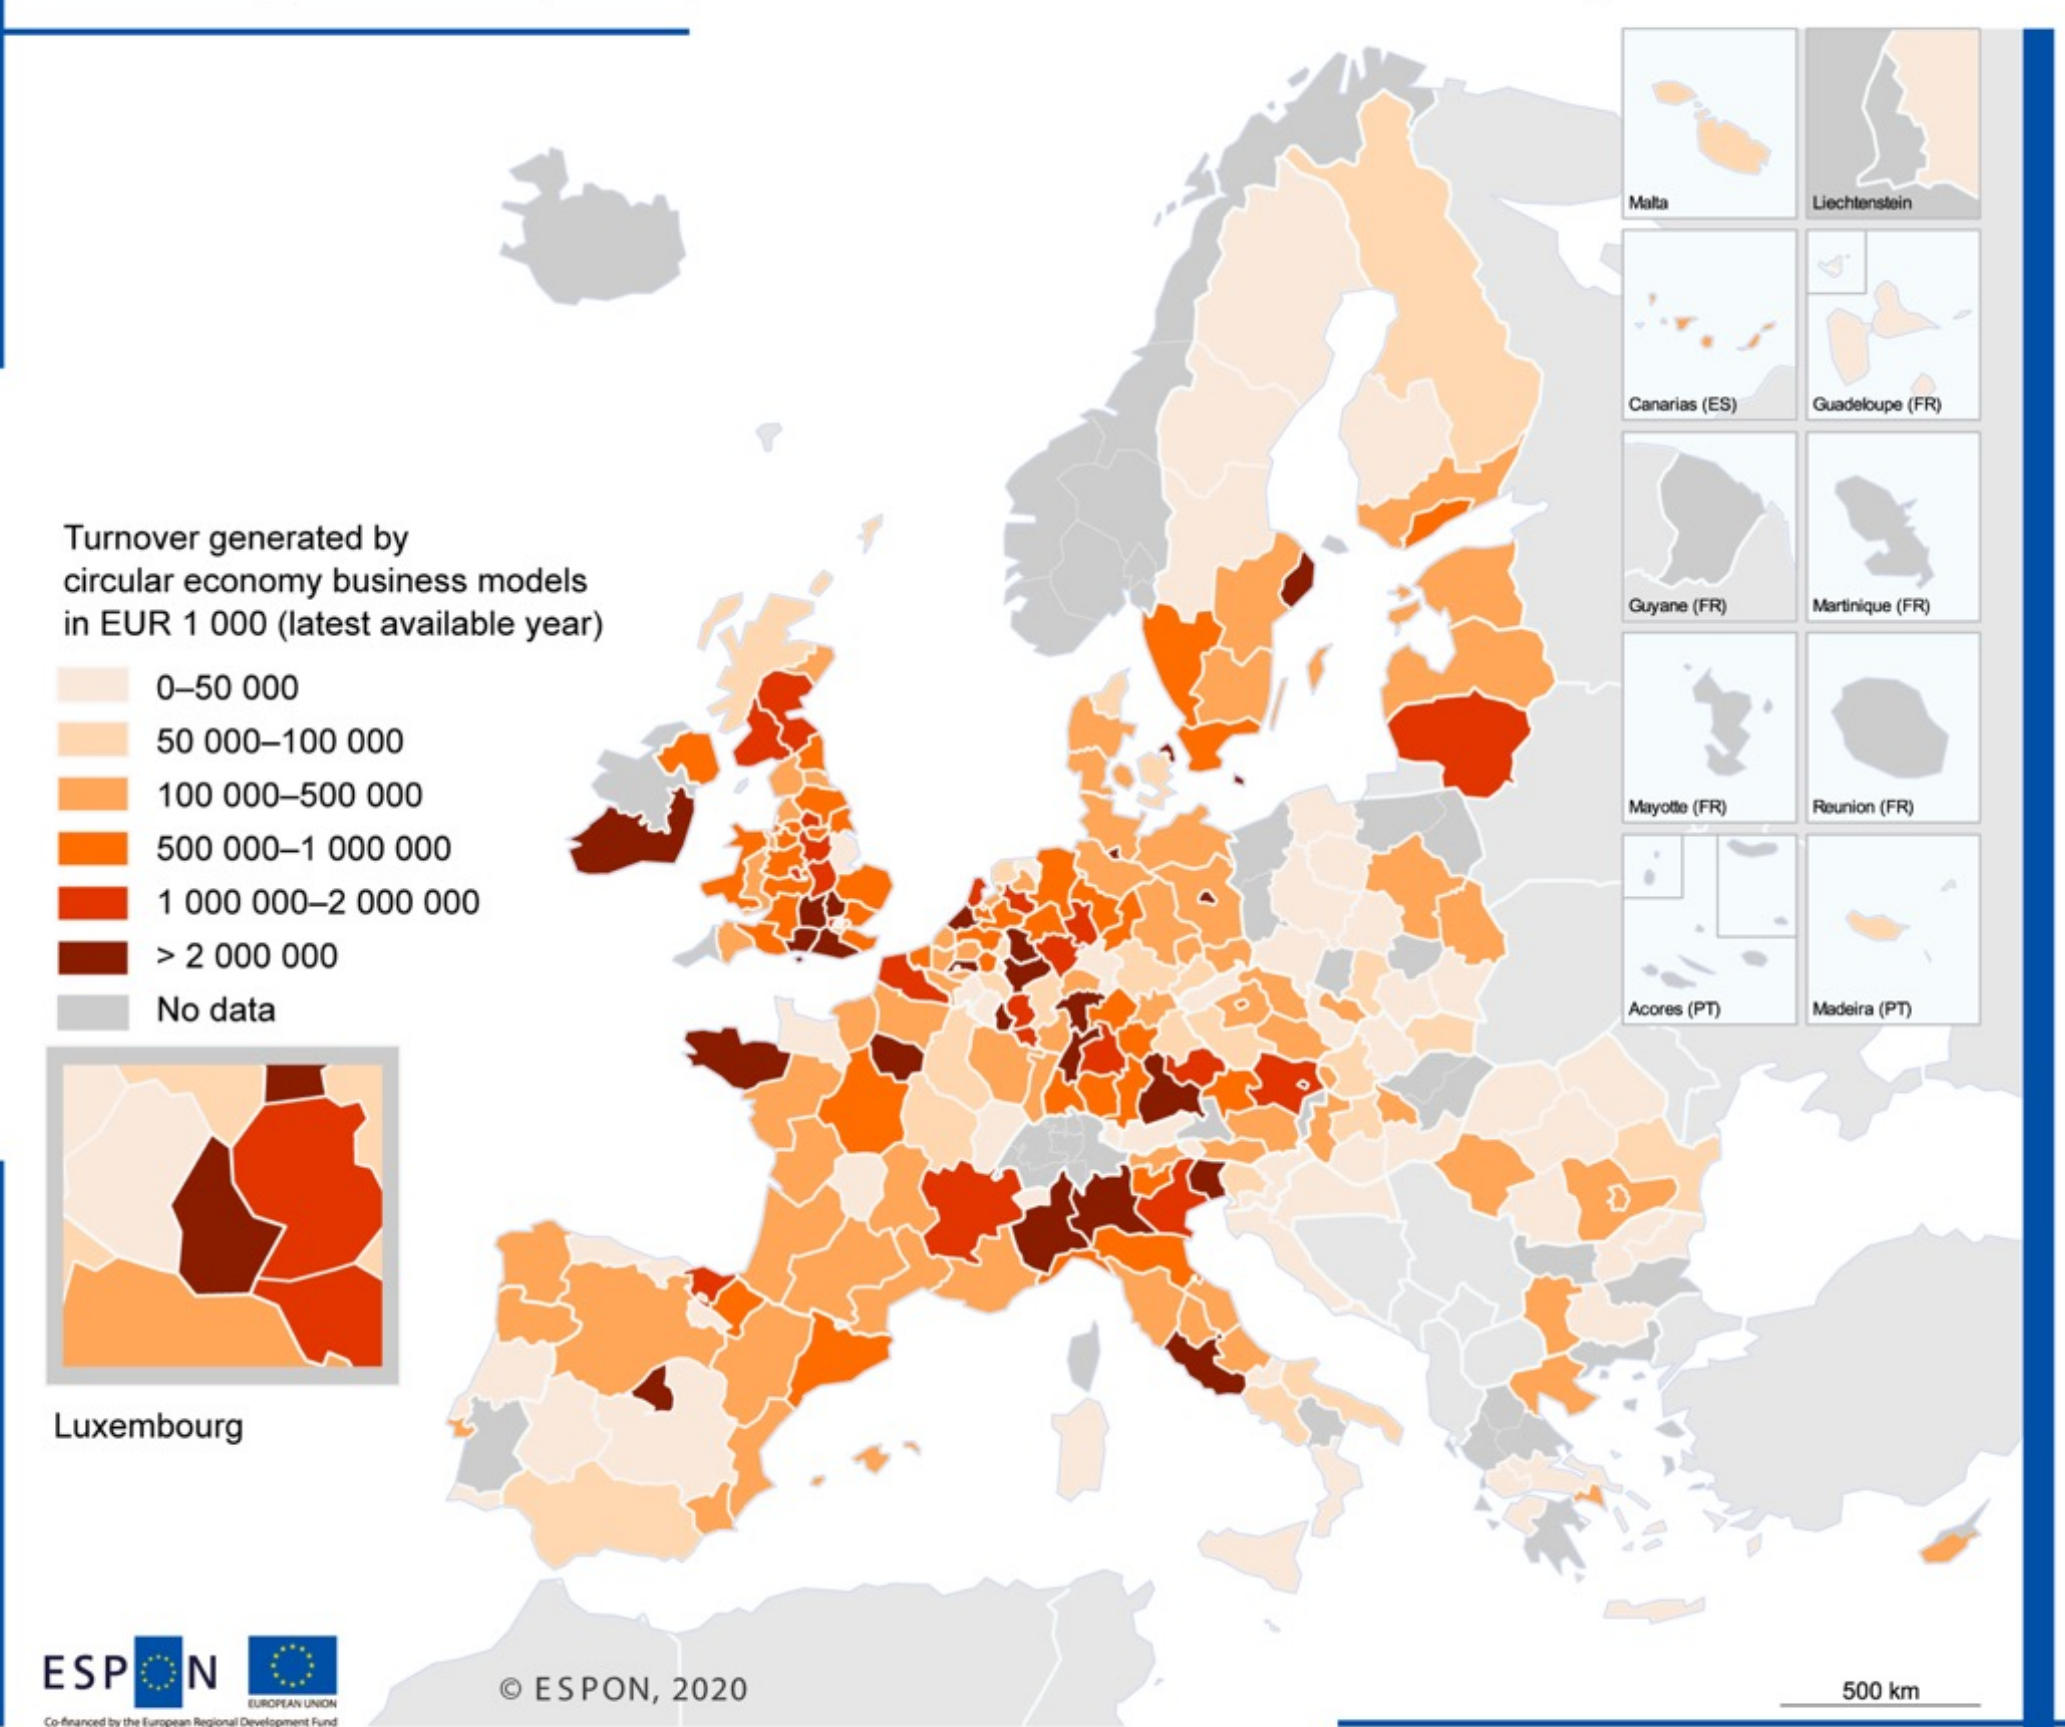 Turnover generated by
circular economy business models
in EUR 1 000 (latest available year)
0–50 000
50 000–100 000
100 000–500 000
500 000–1 000 000
1 000 000–2 000 000
> 2 000 000
No data
Luxembourg
Malta
Liechtenstein
Canarias (ES)
Guadeloupe (FR)
Guyane (FR)
Martinique (FR)
Mayotte (FR)
Reunion (FR)
Acores (PT)
Madeira (PT)
ESPON
EUROPEAN UNION
Co-financed by the European Regional Development Fund
© ESPON, 2020
500 km